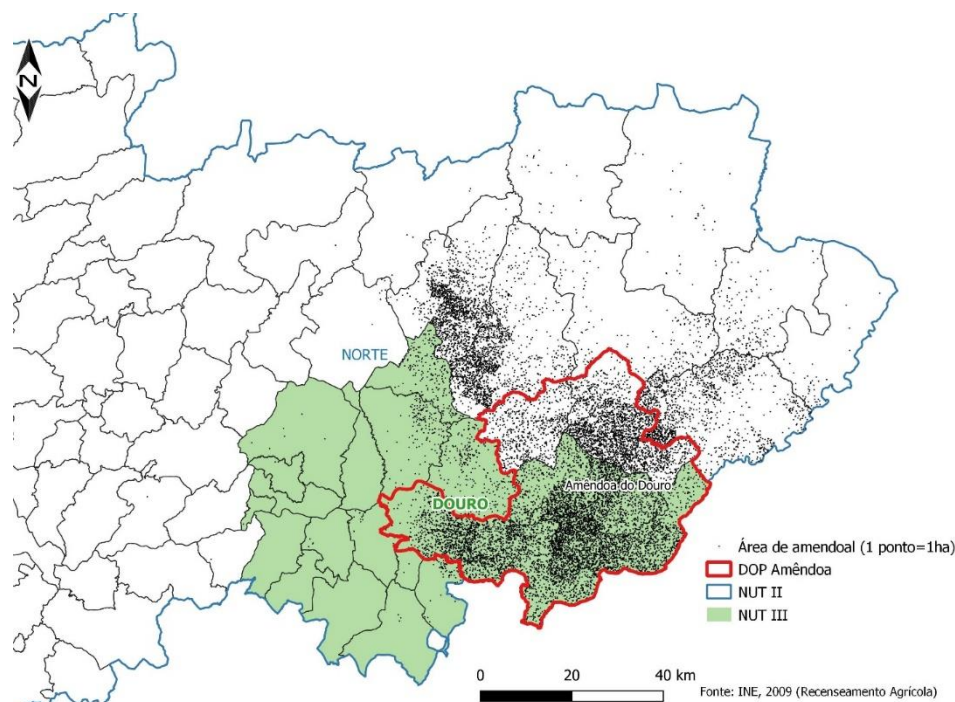 N
NORTE
DOURO
Amêndoa do Douro
Área de amendoal (1 ponto=1ha)
DOP Amêndoa
NUT II
NUT III
0 20 40 km
Fonte: INE, 2009 (Recenseamento Agrícola)